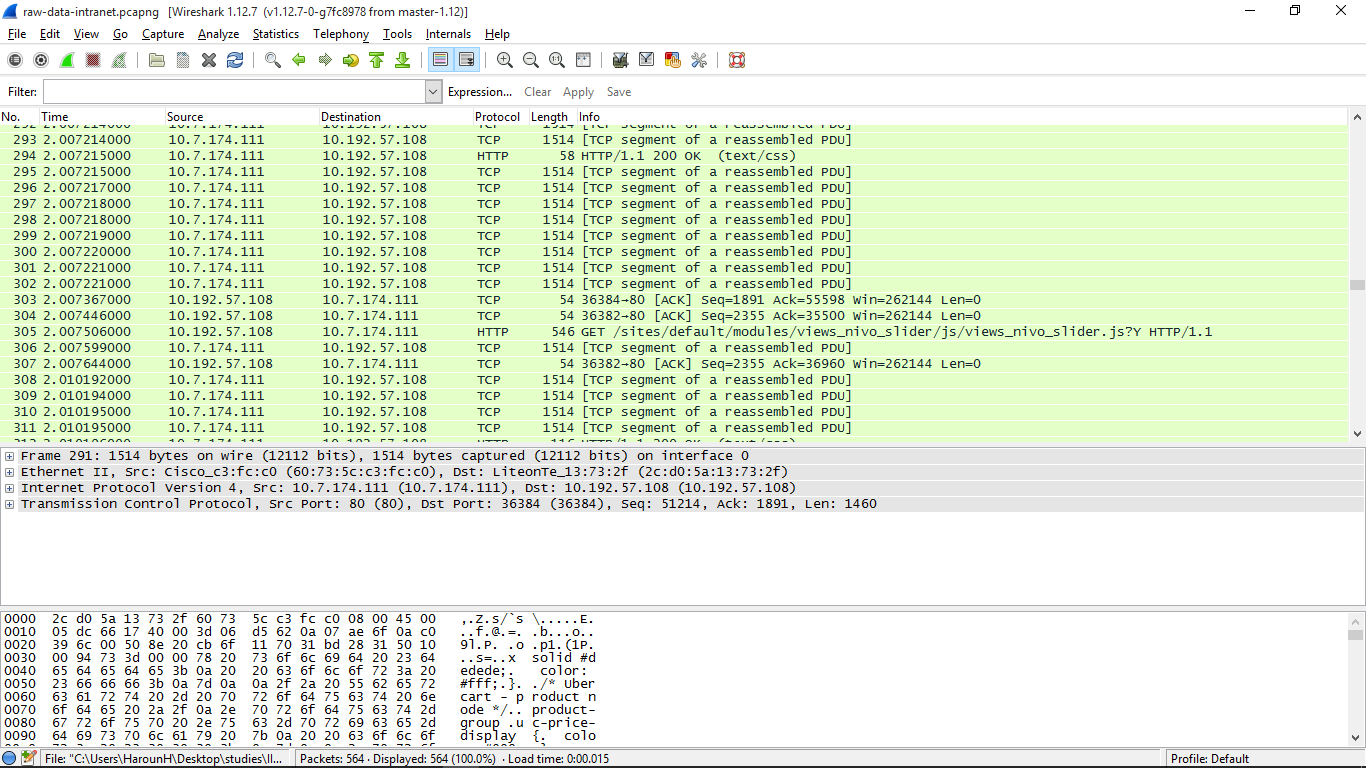 raw-data-intranet.pcapng [Wireshark 1.12.7 (v1.12.7-0-g7fc8978 from master-1.12)]
File Edit View Go Capture Analyze Statistics Telephony Tools Internals Help
Filter: Expression... Clear Apply Save
No. Time Source Destination Protocol Length Info
292 2.007214000 10.7.174.111 10.192.57.108 TCP 1514 [TCP segment of a reassembled PDU]
293 2.007214000 10.7.174.111 10.192.57.108 TCP 1514 [TCP segment of a reassembled PDU]
294 2.007215000 10.7.174.111 10.192.57.108 HTTP 58 HTTP/1.1 200 OK (text/css)
295 2.007215000 10.7.174.111 10.192.57.108 TCP 1514 [TCP segment of a reassembled PDU]
296 2.007217000 10.7.174.111 10.192.57.108 TCP 1514 [TCP segment of a reassembled PDU]
297 2.007218000 10.7.174.111 10.192.57.108 TCP 1514 [TCP segment of a reassembled PDU]
298 2.007218000 10.7.174.111 10.192.57.108 TCP 1514 [TCP segment of a reassembled PDU]
299 2.007219000 10.7.174.111 10.192.57.108 TCP 1514 [TCP segment of a reassembled PDU]
300 2.007220000 10.7.174.111 10.192.57.108 TCP 1514 [TCP segment of a reassembled PDU]
301 2.007221000 10.7.174.111 10.192.57.108 TCP 1514 [TCP segment of a reassembled PDU]
302 2.007221000 10.7.174.111 10.192.57.108 TCP 1514 [TCP segment of a reassembled PDU]
303 2.007367000 10.192.57.108 10.7.174.111 TCP 54 36384→80 [ACK] Seq=1891 Ack=55598 Win=262144 Len=0
304 2.007446000 10.192.57.108 10.7.174.111 TCP 54 36382→80 [ACK] Seq=2355 Ack=35500 Win=262144 Len=0
305 2.007506000 10.192.57.108 10.7.174.111 HTTP 546 GET /sites/default/modules/views_nivo_slider/js/views_nivo_slider.js?Y HTTP/1.1
306 2.007599000 10.7.174.111 10.192.57.108 TCP 1514 [TCP segment of a reassembled PDU]
307 2.007644000 10.192.57.108 10.7.174.111 TCP 54 36382→80 [ACK] Seq=2355 Ack=36960 Win=262144 Len=0
308 2.010192000 10.7.174.111 10.192.57.108 TCP 1514 [TCP segment of a reassembled PDU]
309 2.010194000 10.7.174.111 10.192.57.108 TCP 1514 [TCP segment of a reassembled PDU]
310 2.010195000 10.7.174.111 10.192.57.108 TCP 1514 [TCP segment of a reassembled PDU]
311 2.010195000 10.7.174.111 10.192.57.108 TCP 1514 [TCP segment of a reassembled PDU]
Frame 291: 1514 bytes on wire (12112 bits), 1514 bytes captured (12112 bits) on interface 0
Ethernet II, Src: Cisco_c3:fc:c0 (60:73:5c:c3:fc:c0), Dst: LiteonTe_13:73:2f (2c:d0:5a:13:73:2f)
Internet Protocol Version 4, Src: 10.7.174.111 (10.7.174.111), Dst: 10.192.57.108 (10.192.57.108)
Transmission Control Protocol, Src Port: 80 (80), Dst Port: 36384 (36384), Seq: 51214, Ack: 1891, Len: 1460
0000 2c d0 5a 13 73 2f 60 73 5c c3 fc c0 08 00 45 00 ,.Z.s/`s \.....E.
0010 05 dc 66 17 40 00 3d 06 d5 62 0a 07 ae 6f 0a c0 ..f.@.=. .b...o..
0020 39 6c 00 50 8e 20 cb 6f 11 70 31 bd 28 31 50 10 9l.P. .o .p1.(1P.
0030 00 94 73 3d 00 00 78 20 73 6f 6c 69 64 20 23 64 ..s=..x solid #d
0040 65 64 65 64 65 3b 0a 20 20 63 6f 6c 6f 72 3a 20 edede;. color:
0050 23 66 66 66 3b 0a 7d 0a 0a 2f 2a 20 55 62 65 72 #fff;.}. ./* Uber
0060 63 61 72 74 20 2d 20 70 72 6f 64 75 63 74 20 6e cart - p roduct n
0070 6f 64 65 20 2a 2f 0a 2e 70 72 6f 64 75 63 74 2d ode */.. product-
0080 67 72 6f 75 70 20 2e 75 63 2d 70 72 69 63 65 2d group .u c-price-
0090 64 69 73 70 6c 61 79 20 7b 0a 20 20 63 6f 6c 6f display {. colo
File: "C:\Users\HarounH\Desktop\studies\II... Packets: 564 · Displayed: 564 (100.0%) · Load time: 0:00.015 Profile: Default